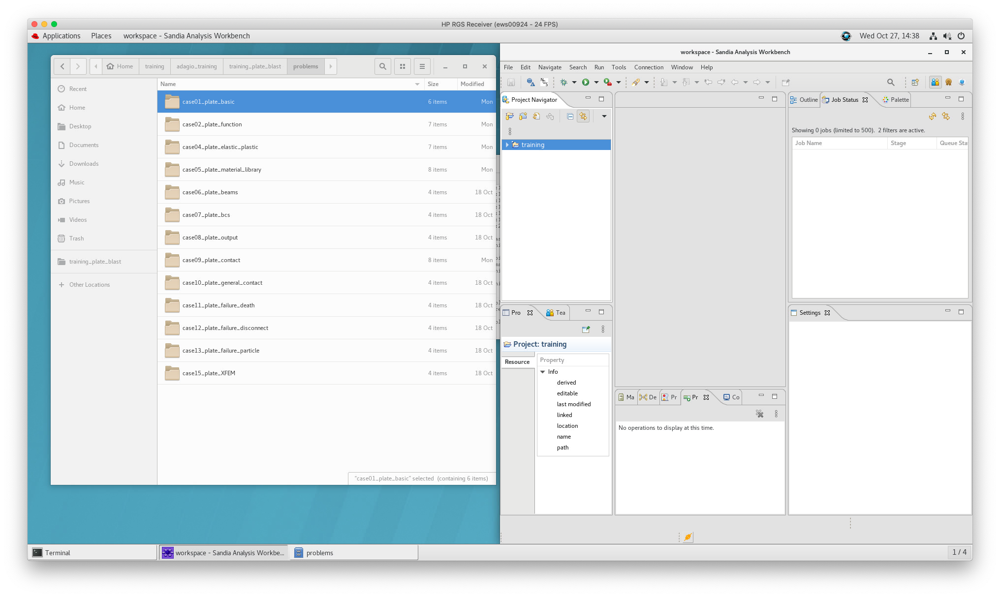 HP RGS Receiver (ews00924 - 24 FPS)
Applications Places workspace - Sandia Analysis Workbench Wed Oct 27, 14:38
Home training adagio_training training_plate_blast problems
Recent
Home
Desktop
Documents
Downloads
Music
Pictures
Videos
Trash
training_plate_blast
Other Locations
Name Size Modified
case01_plate_basic 6 items Mon
case02_plate_function 7 items Mon
case04_plate_elastic_plastic 7 items Mon
case05_plate_material_library 8 items Mon
case06_plate_beams 4 items 18 Oct
case07_plate_bcs 4 items 18 Oct
case08_plate_output 4 items 18 Oct
case09_plate_contact 8 items Mon
case10_plate_general_contact 4 items 18 Oct
case11_plate_failure_death 4 items 18 Oct
case12_plate_failure_disconnect 4 items 18 Oct
case13_plate_failure_particle 4 items 18 Oct
case15_plate_XFEM 4 items 18 Oct
"case01_plate_basic" selected (containing 6 items)
workspace - Sandia Analysis Workbench
File Edit Navigate Search Run Tools Connection Window Help
Project Navigator
training
Pro Tea
Project: training
Resource
Property
Info
derived
editable
last modified
linked
location
name
path
Ma De Pr Pr Co
No operations to display at this time.
Outline Job Status Palette
Showing 0 jobs (limited to 500). 2 filters are active.
Job Name Stage Queue Sta
Settings
Terminal workspace - Sandia Analysis Workbe... problems 1 / 4